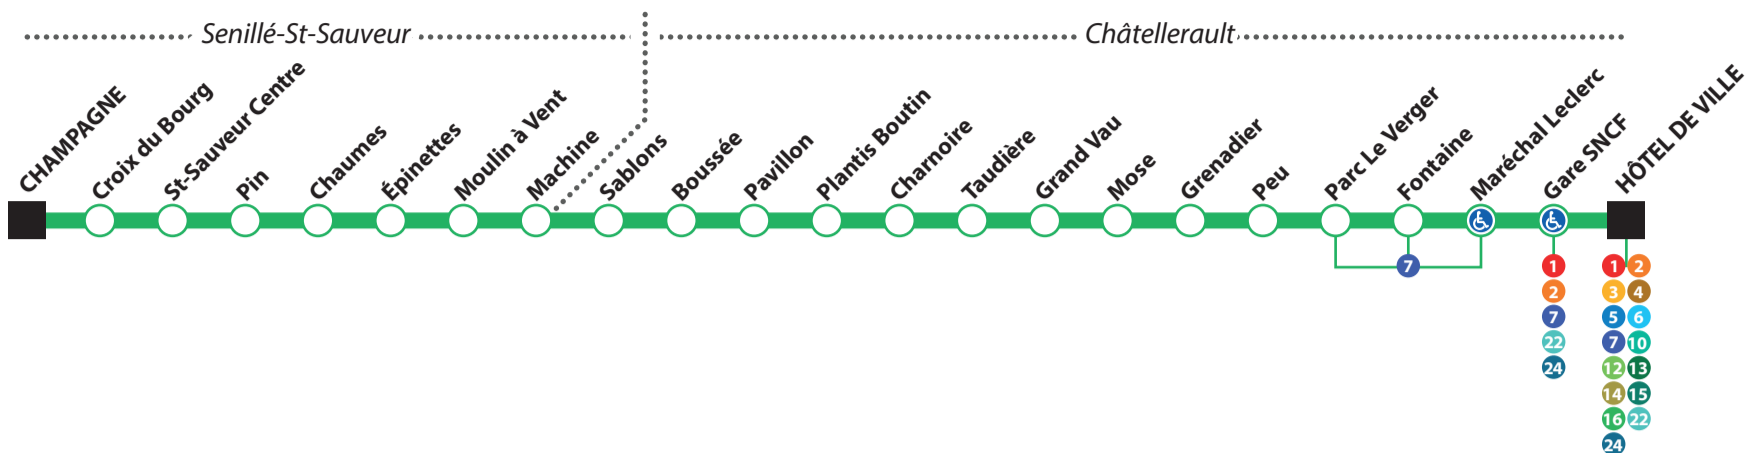 Senillé-St-Sauveur
Châtellerault
CHAMPAGNE
Croix du Bourg
St-Sauveur Centre
Pin
Chaumes
Épinettes
Moulin à Vent
Machine
Sablons
Boussée
Pavillon
Plantis Boutin
Charnoire
Taudière
Grand Vau
Mose
Grenadier
Peu
Parc Le Verger
Fontaine
Maréchal Leclerc
Gare SNCF
HÔTEL DE VILLE
7
1
2
7
22
24
1 2
3 4
5 6
7 10
12 13
14 15
16 22
24